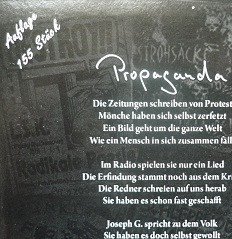 Auflage
155 Stück
STROHSÄCKE
Propaganda
Die Zeitungen schreiben von Protest
Mönche haben sich selbst zerfetzt
Ein Bild geht um die ganze Welt
Wie ein Mensch in sich zusammen fäll
Im Radio spielen sie nur ein Lied
Die Erfindung stammt noch aus dem Kr
Die Redner schreien auf uns herab
Sie haben es schon fast geschafft
Joseph G. spricht zu dem Volk
Sie haben es doch selbst gewollt